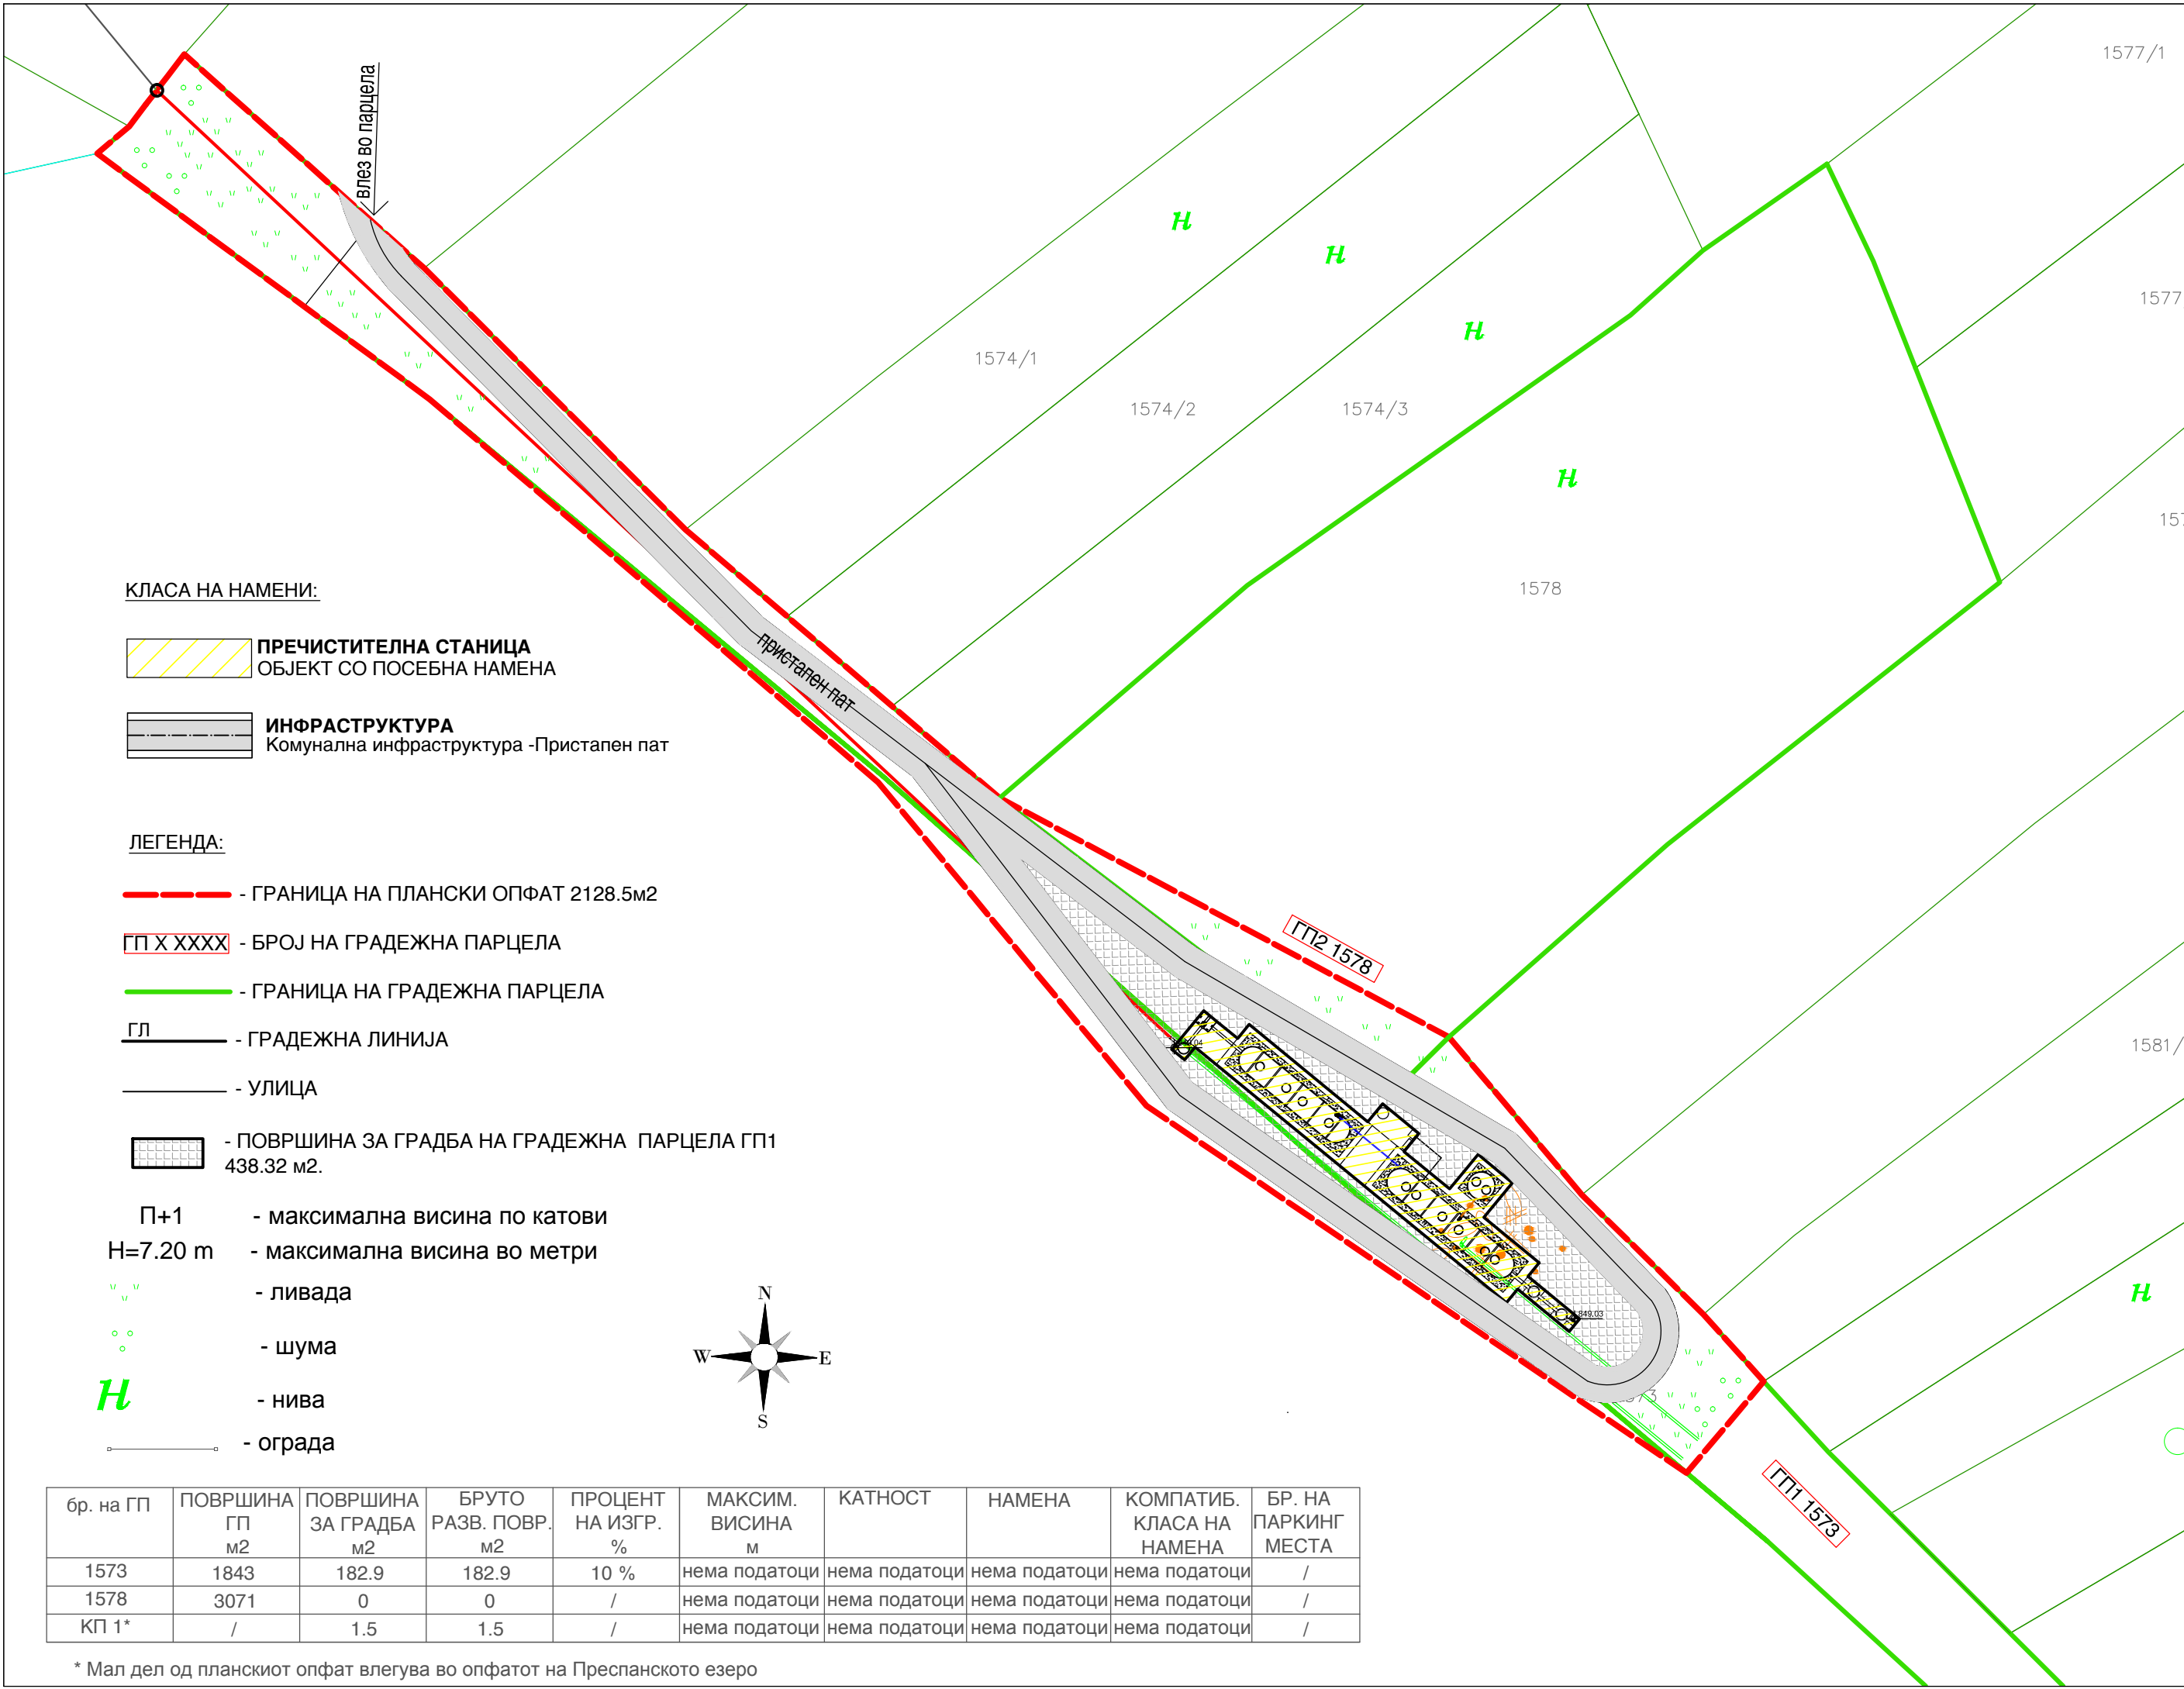 1577/1
влез во парцела
н
н
1577
н
1574/1
1574/2
1574/3
н
1578
КЛАСА НА НАМЕНИ:
ПРЕЧИСТИТЕЛНА СТАНИЦА
ОБЈЕКТ СО ПОСЕБНА НАМЕНА
ИНФРАСТРУКТУРА
Комунална инфраструктура -Пристапен пат
пристапен пат
ЛЕГЕНДА:
- ГРАНИЦА НА ПЛАНСКИ ОПФАТ 2128.5м2
ГП X XXXX - БРОЈ НА ГРАДЕЖНА ПАРЦЕЛА
- ГРАНИЦА НА ГРАДЕЖНА ПАРЦЕЛА
ГЛ - ГРАДЕЖНА ЛИНИЈА
- УЛИЦА
- ПОВРШИНА ЗА ГРАДБА НА ГРАДЕЖНА ПАРЦЕЛА ГП1
438.32 м2.
П+1 - максимална висина по катови
H=7.20 m - максимална висина во метри
- ливада
- шума
Н - нива
- ограда
N
W E
S
ГП2 1578
1581/
849.03
н
ГП1 1573
бр. на ГП
ПОВРШИНА
ГП
м2
ПОВРШИНА
ЗА ГРАДБА
м2
БРУТО
РАЗВ. ПОВР.
м2
ПРОЦЕНТ
НА ИЗГР.
%
МАКСИМ.
ВИСИНА
м
КАТНОСТ
НАМЕНА
КОМПАТИБ.
КЛАСА НА
НАМЕНА
БР. НА
ПАРКИНГ
МЕСТА
1573 1843 182.9 182.9 10 % нема податоци нема податоци нема податоци нема податоци /
1578 3071 0 0 / нема податоци нема податоци нема податоци нема податоци /
КП 1* / 1.5 1.5 / нема податоци нема податоци нема податоци нема податоци /
* Мал дел од планскиот опфат влегува во опфатот на Преспанското езеро